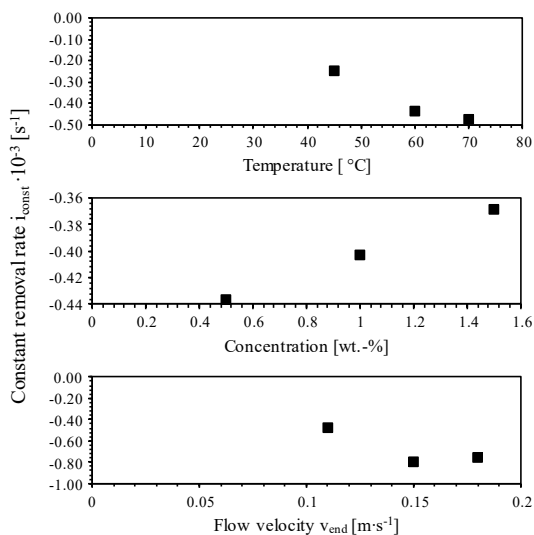 Constant removal rate i_const ·10^-3 [s^-1]
0.00
-0.10
-0.20
-0.30
-0.40
-0.50
0 10 20 30 40 50 60 70 80
Temperature [ °C]
-0.36
-0.38
-0.40
-0.42
-0.44
0 0.2 0.4 0.6 0.8 1 1.2 1.4 1.6
Concentration [wt.-%]
0.00
-0.20
-0.40
-0.60
-0.80
-1.00
0 0.05 0.1 0.15 0.2
Flow velocity v_end [m·s^-1]